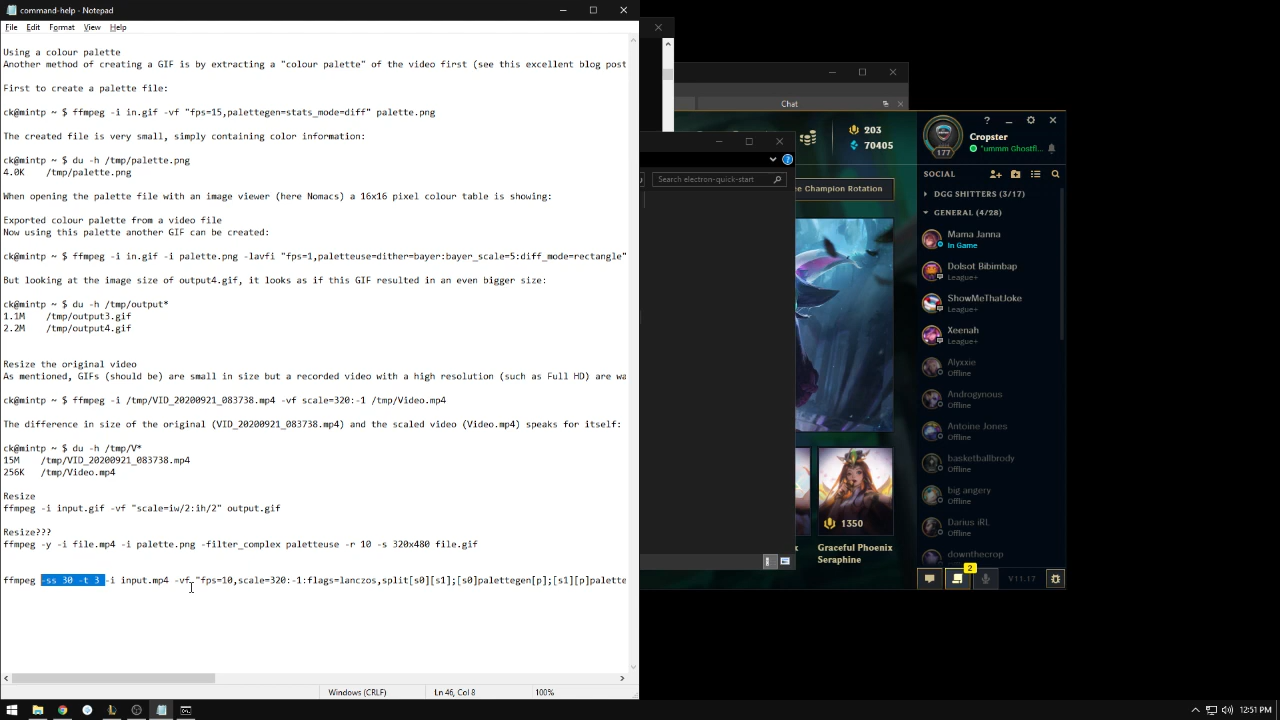 command-help - Notepad
File Edit Format View Help
Using a colour palette
Another method of creating a GIF is by extracting a "colour palette" of the video first (see this excellent blog post
First to create a palette file:
ck@mintp ~ $ ffmpeg -i in.gif -vf "fps=15,palettegen=stats_mode=diff" palette.png
The created file is very small, simply containing color information:
ck@mintp ~ $ du -h /tmp/palette.png
4.0K /tmp/palette.png
When opening the palette file with an image viewer (here Nomacs) a 16x16 pixel colour table is showing:
Exported colour palette from a video file
Now using this palette another GIF can be created:
ck@mintp ~ $ ffmpeg -i in.gif -i palette.png -lavfi "fps=1,paletteuse=dither=bayer:bayer_scale=5:diff_mode=rectangle"
But looking at the image size of output4.gif, it looks as if this GIF resulted in an even bigger size:
ck@mintp ~ $ du -h /tmp/output*
1.1M /tmp/output3.gif
2.2M /tmp/output4.gif
Resize the original video
As mentioned, GIFs (should be) are small in size but a recorded video with a high resolution (such as Full HD) are wa
ck@mintp ~ $ ffmpeg -i /tmp/VID_20200921_083738.mp4 -vf scale=320:-1 /tmp/Video.mp4
The difference in size of the original (VID_20200921_083738.mp4) and the scaled video (Video.mp4) speaks for itself:
ck@mintp ~ $ du -h /tmp/V*
15M /tmp/VID_20200921_083738.mp4
256K /tmp/Video.mp4
Resize
ffmpeg -i input.gif -vf "scale=iw/2:ih/2" output.gif
Resize???
ffmpeg -y -i file.mp4 -i palette.png -filter_complex paletteuse -r 10 -s 320x480 file.gif
ffmpeg -ss 30 -t 3 -i input.mp4 -vf "fps=10,scale=320:-1:flags=lanczos,split[s0][s1];[s0]palettegen[p];[s1][p]palette
Windows (CRLF) Ln 46, Col 8 100%
Chat
203
70405
Search electron-quick-start
ee Champion Rotation
1350
Graceful Phoenix
Seraphine
177
Cropster
"ummm Ghostfl...
SOCIAL
DGG SHITTERS (3/17)
GENERAL (4/28)
Mama Janna
In Game
Dolsot Bibimbap
League+
ShowMeThatJoke
League+
Xeenah
League+
Alyxxie
Offline
Androgynous
Offline
Antoine Jones
Offline
basketballbrody
Offline
big angery
Offline
Darius iRL
Offline
downthecrop
2
V11.17
12:51 PM